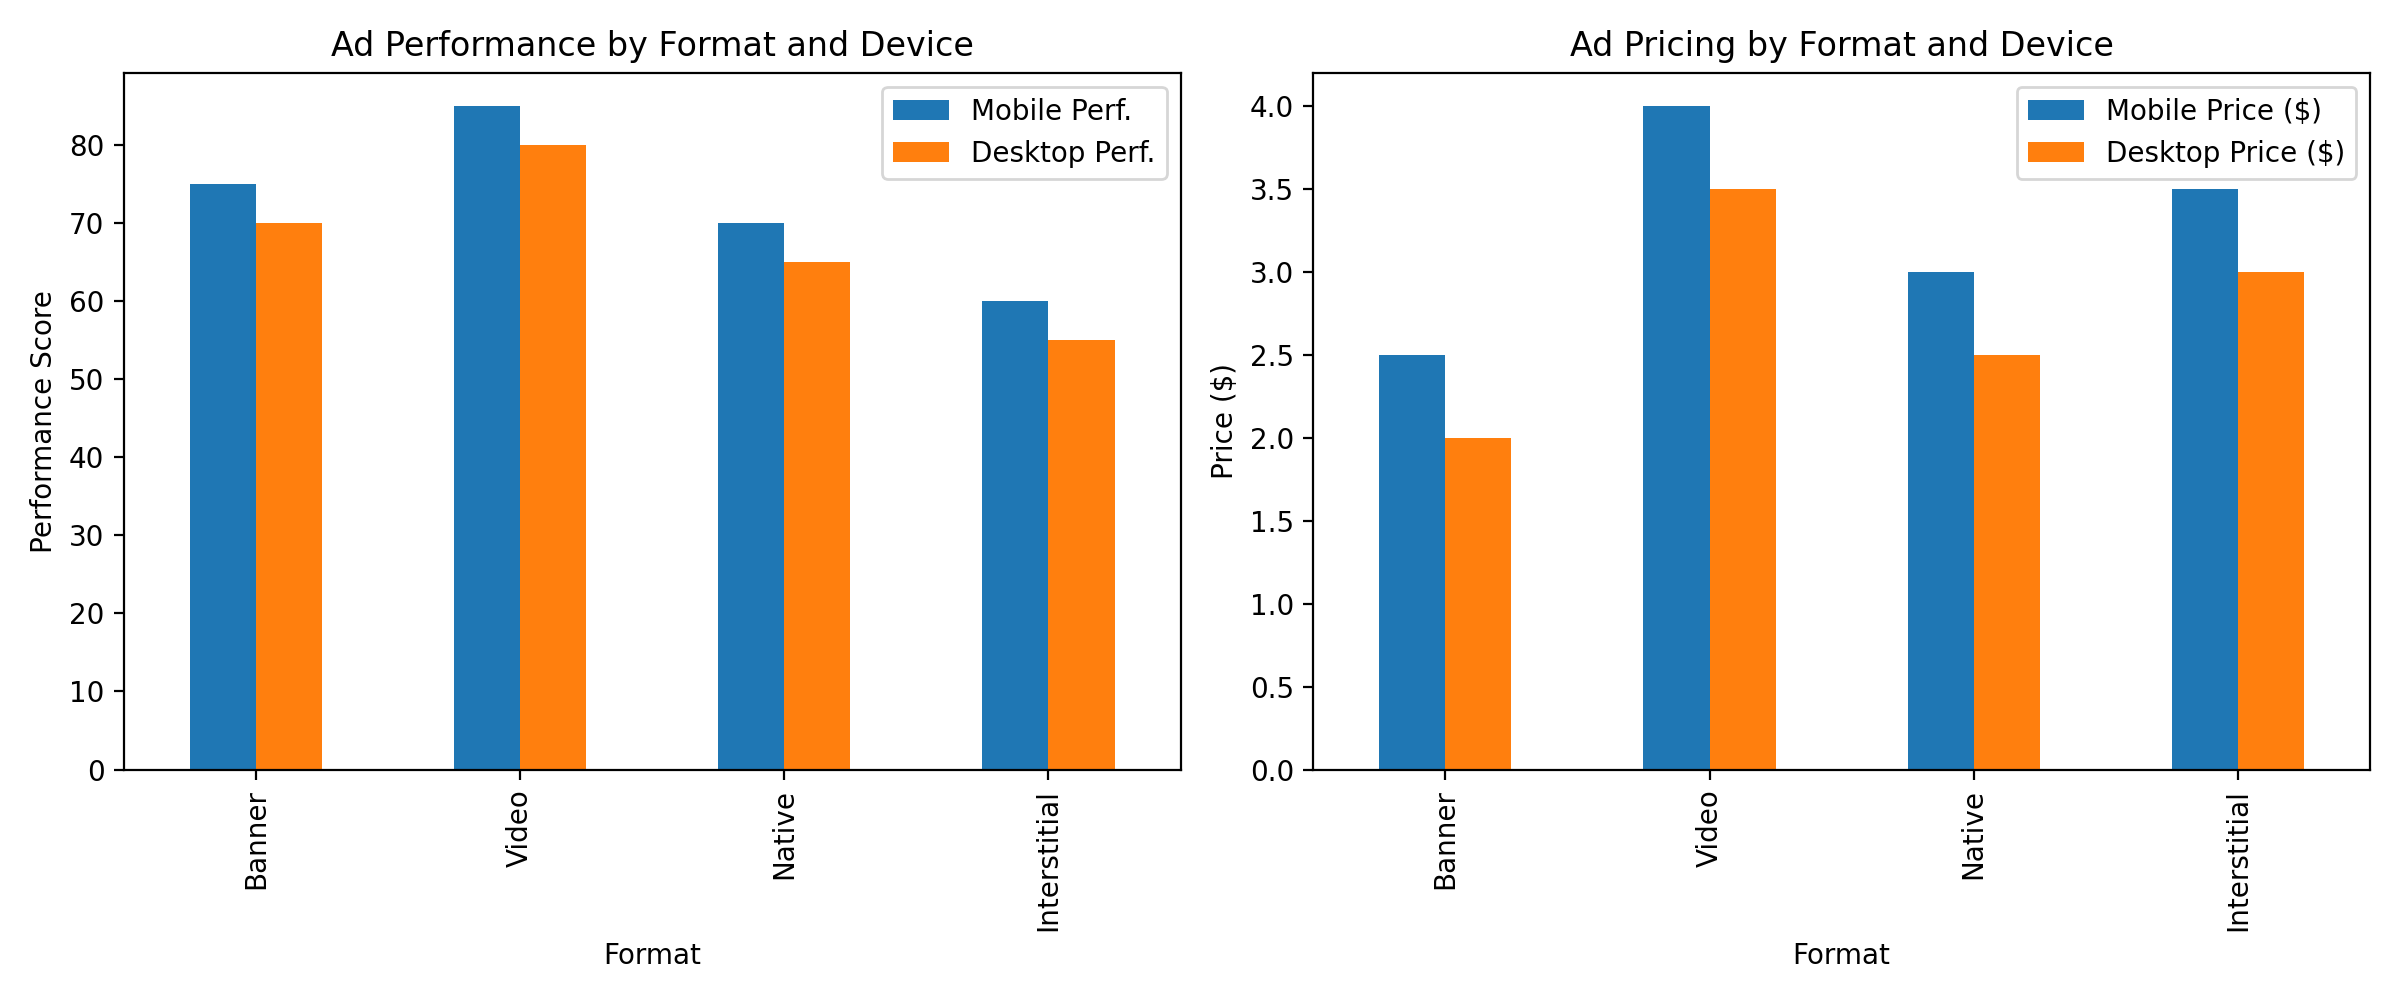 Ad Performance by Format and Device
Mobile Perf.
Desktop Perf.
Performance Score
80
70
60
50
40
30
20
10
0
Banner
Video
Native
Interstitial
Format
Ad Pricing by Format and Device
Mobile Price ($)
Desktop Price ($)
Price ($)
4.0
3.5
3.0
2.5
2.0
1.5
1.0
0.5
0.0
Banner
Video
Native
Interstitial
Format